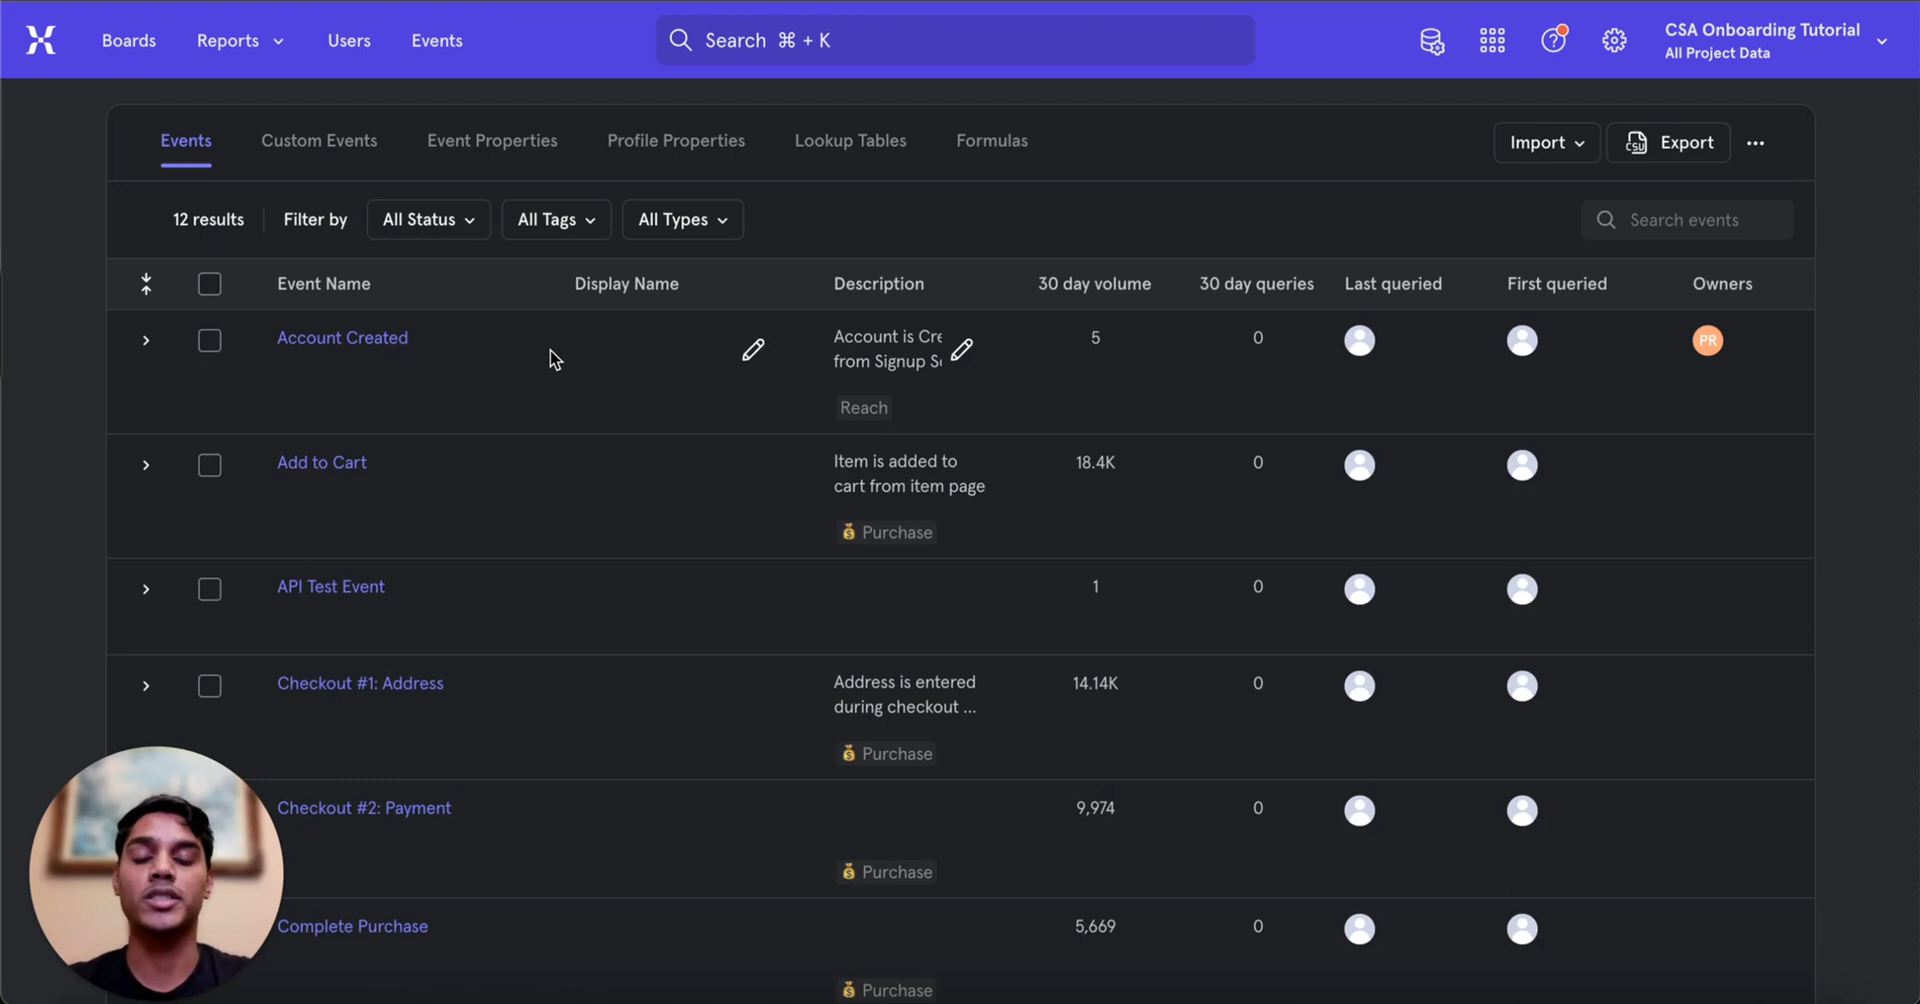 Boards
Reports
Users
Events
Search ⌘ + K
CSA Onboarding Tutorial
All Project Data
Events
Custom Events
Event Properties
Profile Properties
Lookup Tables
Formulas
Import
CSV
Export
12 results
Filter by
All Status
All Tags
All Types
Search events
Event Name
Display Name
Description
30 day volume
30 day queries
Last queried
First queried
Owners
Account Created
Account is Cre
from Signup S
5
0
PR
Reach
Add to Cart
Item is added to
cart from item page
18.4K
0
💰 Purchase
API Test Event
1
0
Checkout #1: Address
Address is entered
during checkout ...
14.14K
0
💰 Purchase
Checkout #2: Payment
9,974
0
💰 Purchase
Complete Purchase
5,669
0
💰 Purchase